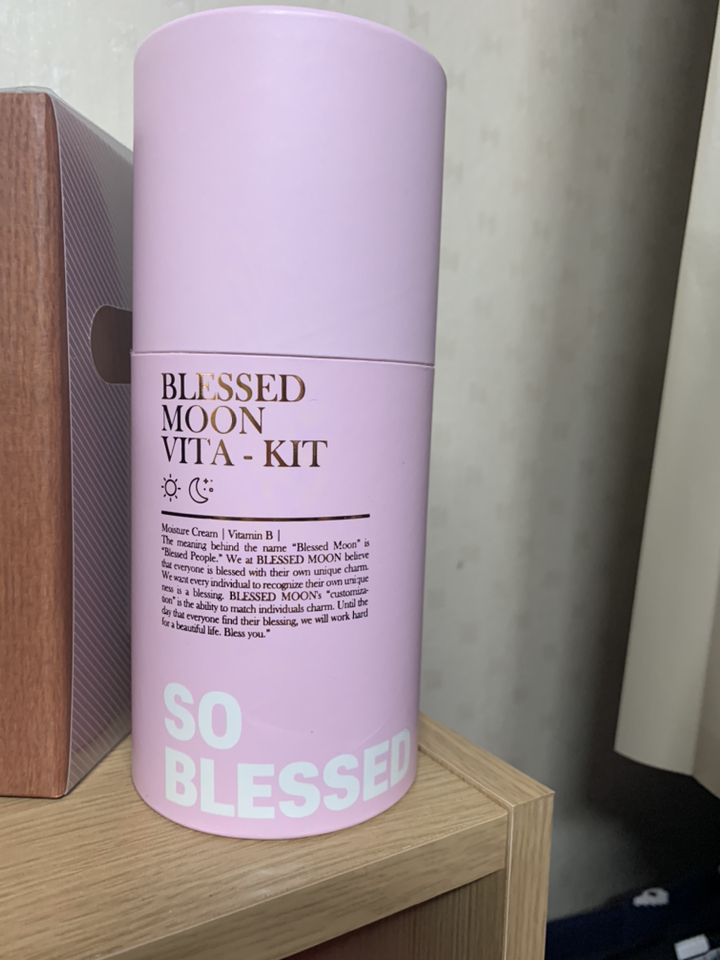 BLESSED
MOON
VITA - KIT
Moisture Cream | Vitamin B |
The meaning behind the name "Blessed Moon" is
"Blessed People." We at BLESSED MOON believe
that everyone is blessed with their own unique charm.
We want every individual to recognize their own unique
ness is a blessing. BLESSED MOON's "customiza-
tion" is the ability to match individuals charm. Until the
day that everyone find their blessing, we will work hard
for a beautiful life. Bless you."
SO
BLESSED